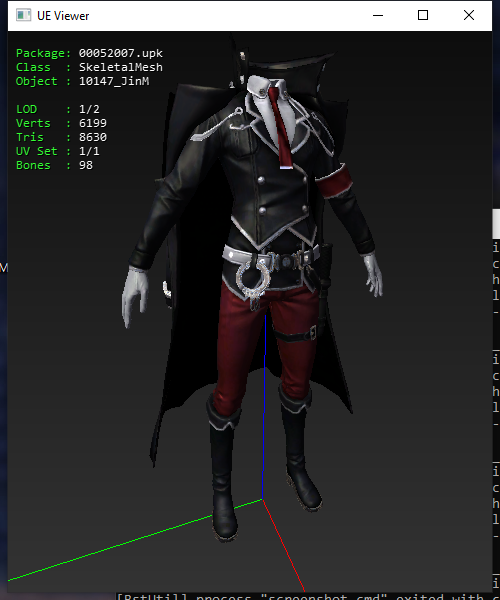 UE Viewer
Package: 00052007.upk
Class : SkeletalMesh
Object : 10147_JinM
LOD : 1/2
Verts : 6199
Tris : 8630
UV Set : 1/1
Bones : 98
M
i
c
h
l
-
i
c
h
l
-
i
c
h
l
-
i
[BstUtil] process "screenshot.cmd" exited with c